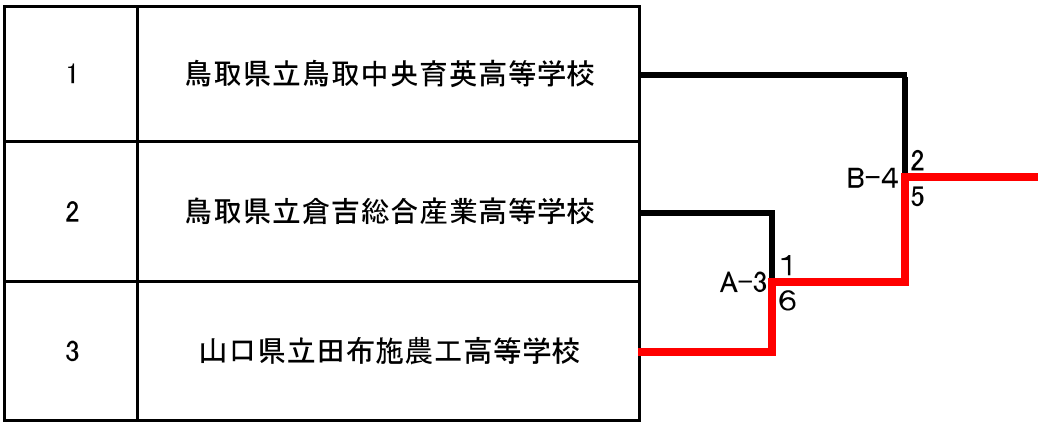 1 鳥取県立鳥取中央育英高等学校
2 鳥取県立倉吉総合産業高等学校
3 山口県立田布施農工高等学校
B-4
2
5
A-3
1
6